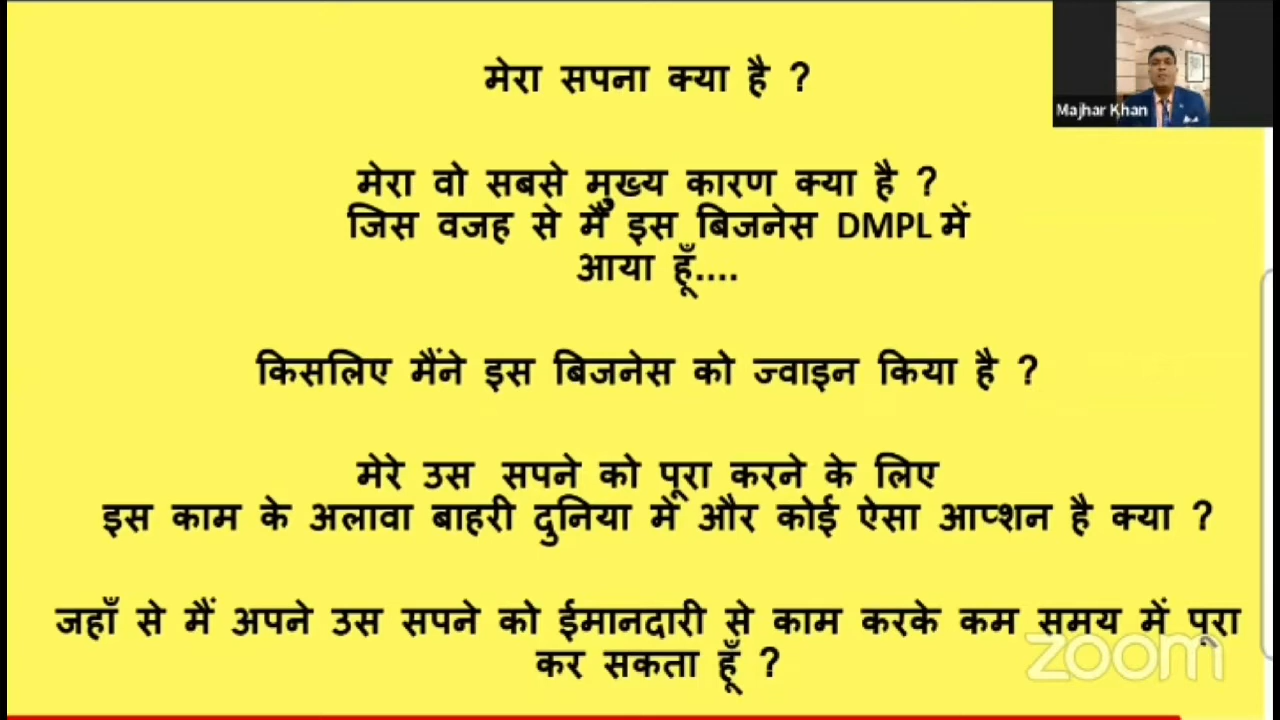 Majhar Khan
मेरा सपना क्या है ?
मेरा वो सबसे मुख्य कारण क्या है ?
जिस वजह से मैं इस बिजनेस DMPL में
आया हूँ....
किसलिए मैंने इस बिजनेस को ज्वाइन किया है ?
मेरे उस सपने को पूरा करने के लिए
इस काम के अलावा बाहरी दुनिया में और कोई ऐसा आप्शन है क्या ?
जहाँ से मैं अपने उस सपने को ईमानदारी से काम करके कम समय में पूरा
कर सकता हूँ ?
zoom